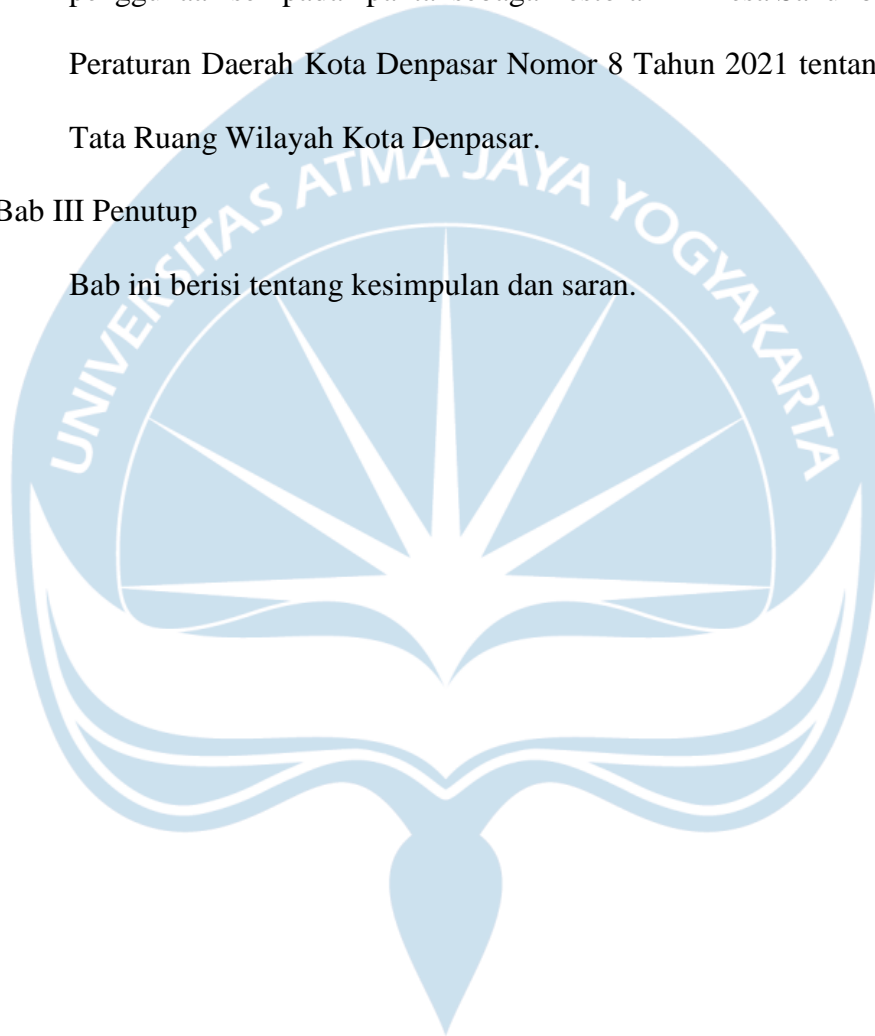 Peraturan Daerah Kota Denpasar Nomor 8 Tahun 2021
Tata Ruang Wilayah Kota Denpasar.
UNIVERSITAS ATMA JAYA YOGYAKARTA
Bab III Penutup
Bab ini berisi tentang kesimpulan dan saran.